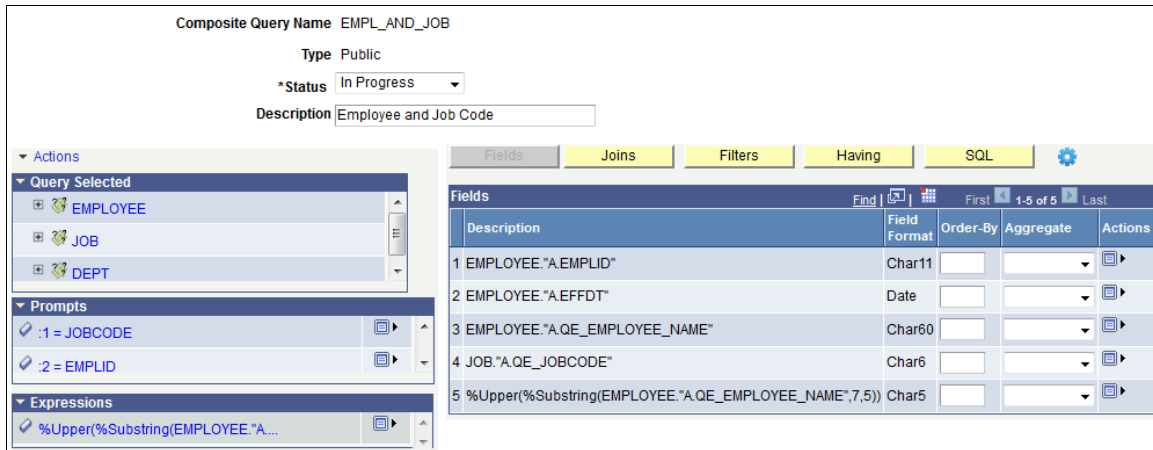 Composite Query Name EMPL_AND_JOB
Type Public
*Status In Progress
Description Employee and Job Code
Actions
Query Selected
EMPLOYEE
JOB
DEPT
Prompts
:1 = JOBCODE
:2 = EMPLID
Expressions
%Upper(%Substring(EMPLOYEE."A....
Fields Joins Filters Having SQL
Fields Find | | First 1-5 of 5 Last
Description Field Format Order-By Aggregate Actions
1 EMPLOYEE."A.EMPLID" Char11
2 EMPLOYEE."A.EFFDT" Date
3 EMPLOYEE."A.QE_EMPLOYEE_NAME" Char60
4 JOB."A.QE_JOBCODE" Char6
5 %Upper(%Substring(EMPLOYEE."A.QE_EMPLOYEE_NAME",7,5)) Char5